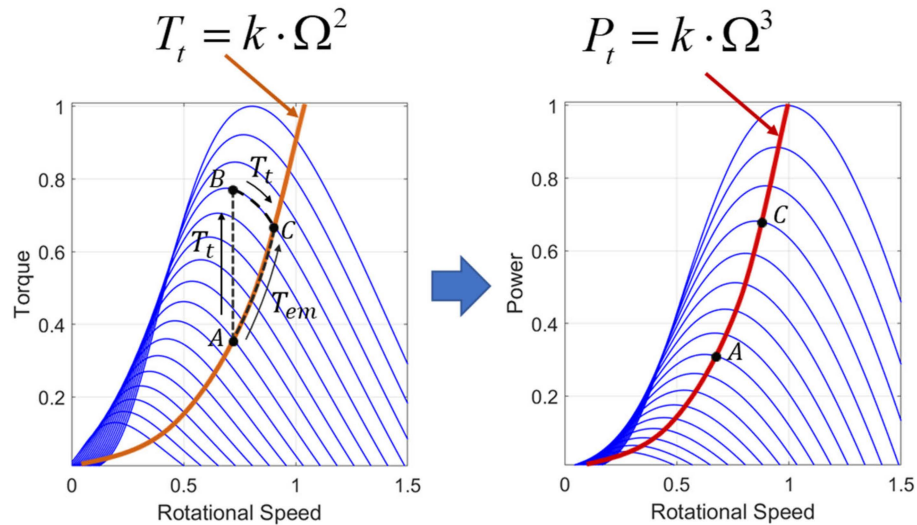 T_t = k · Ω²
P_t = k · Ω³
1
0.8
0.6
0.4
0.2
0
0.5
1
1.5
Torque
Rotational Speed
B
T_t
C
T_t
T_em
A
1
0.8
0.6
0.4
0.2
0
0.5
1
1.5
Power
Rotational Speed
C
A